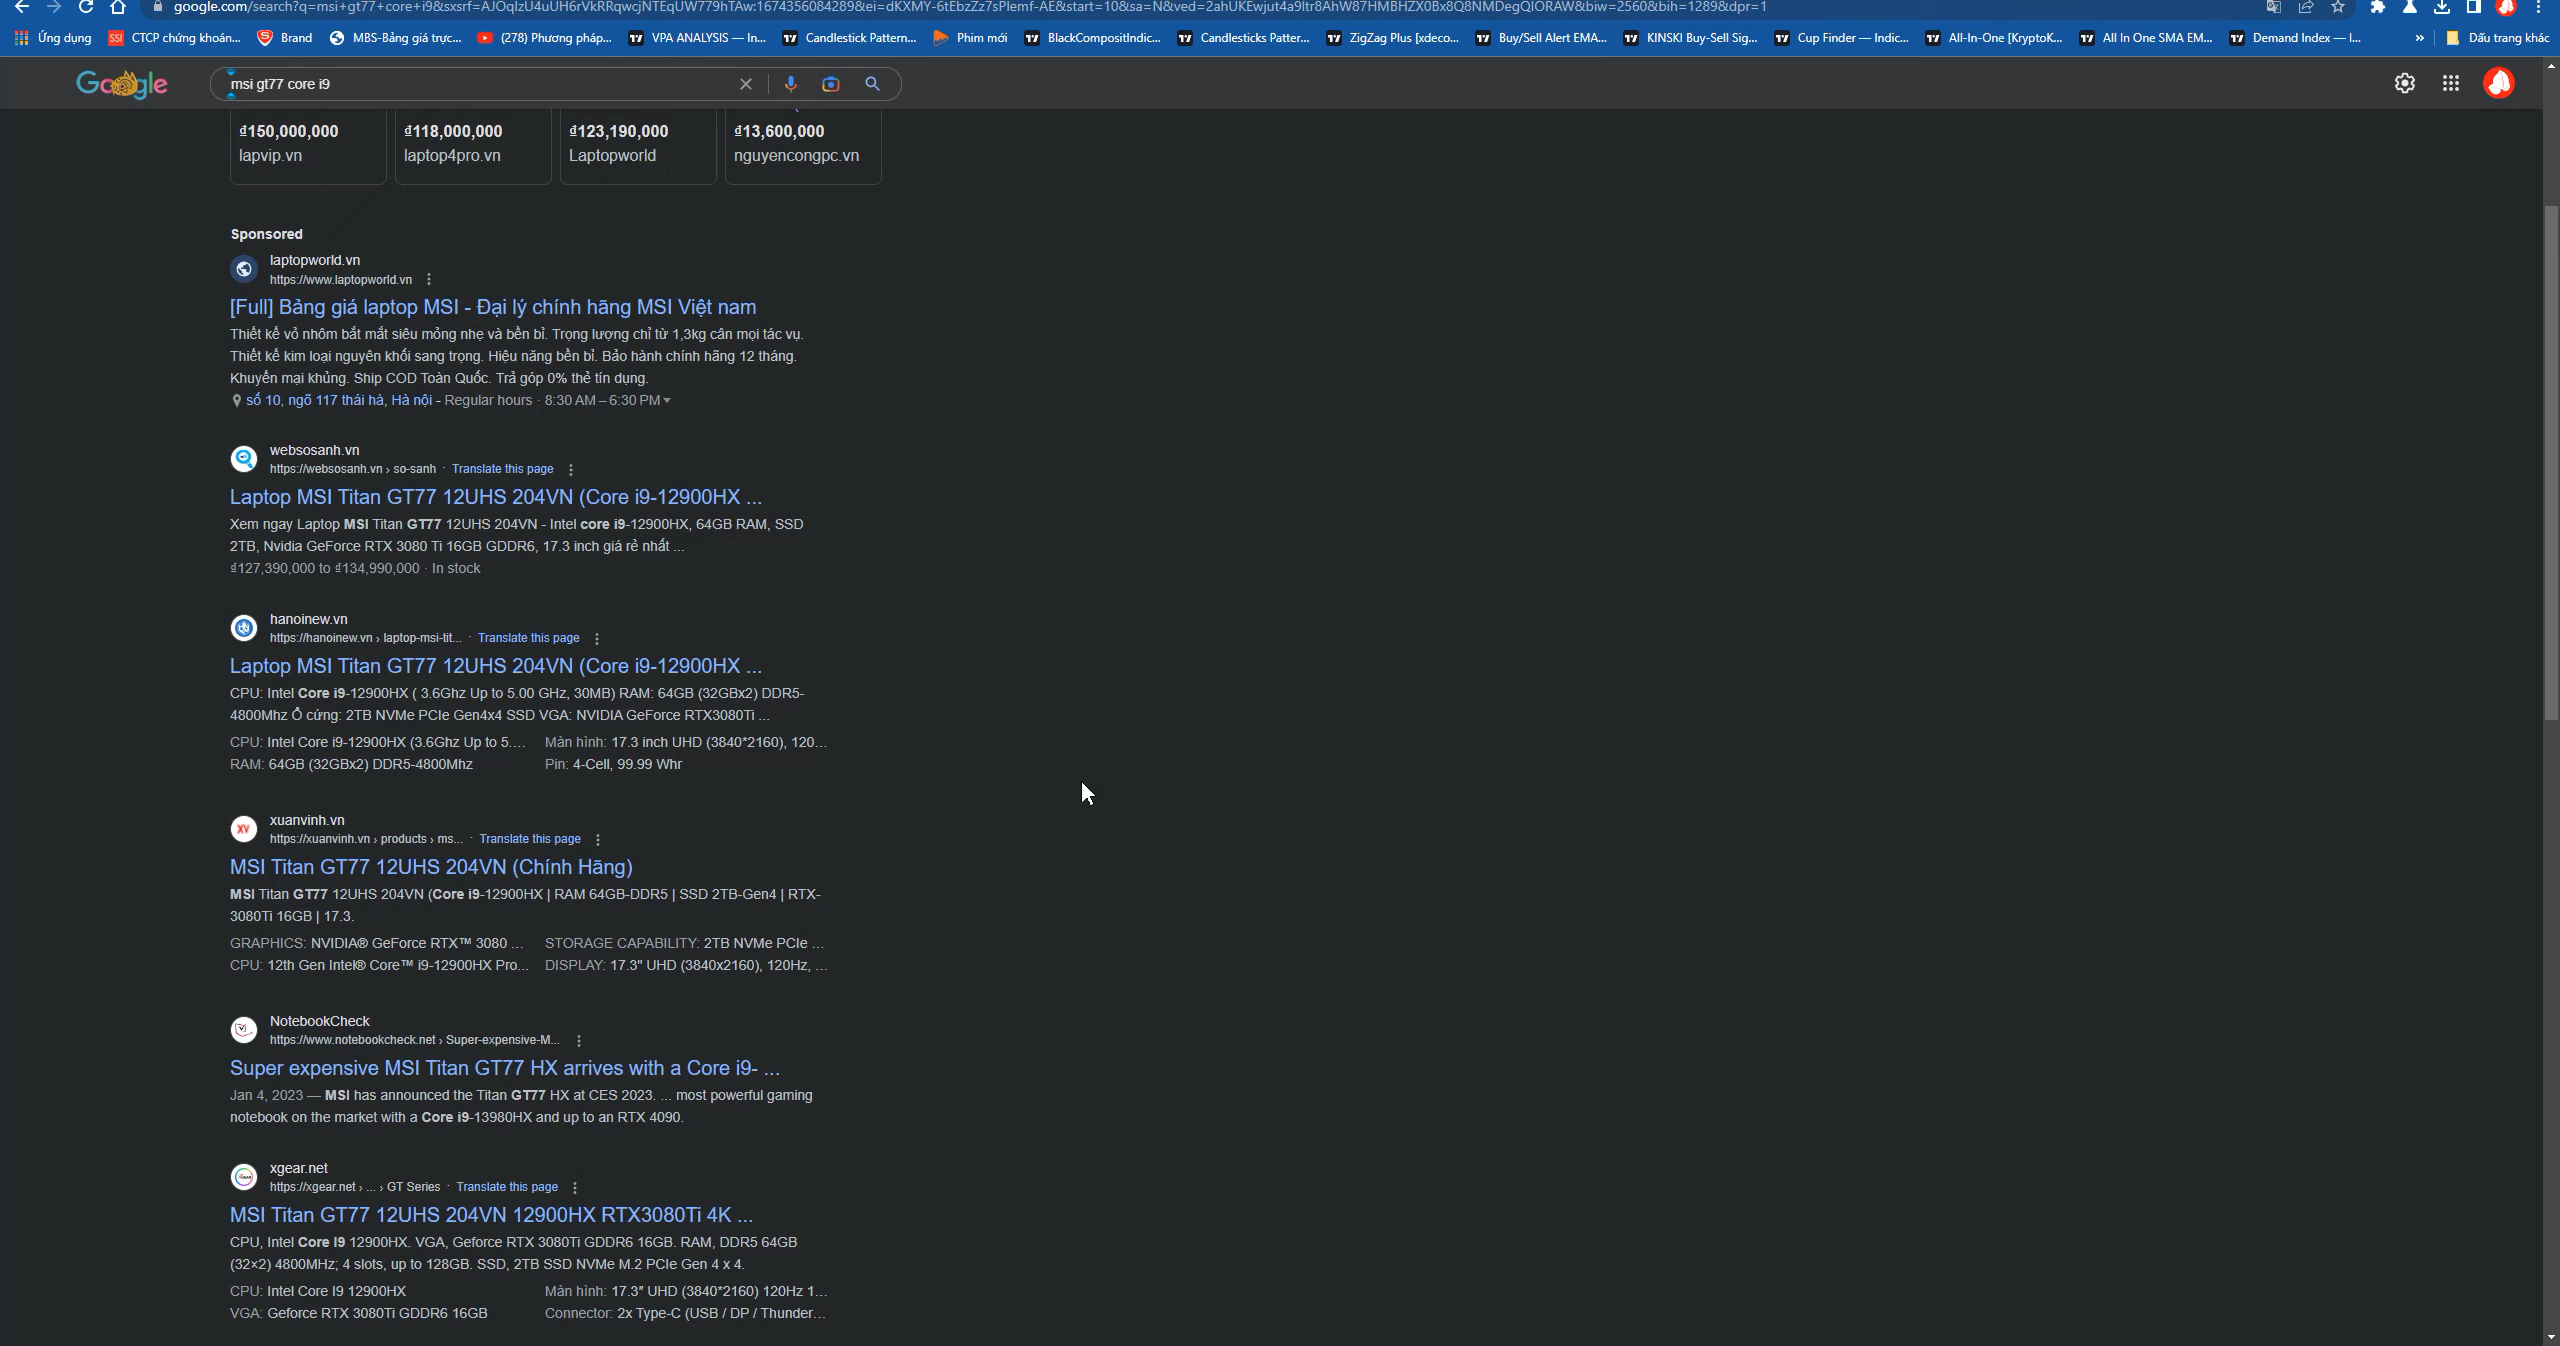 google.com/search?q=msi+gt77+core+i9&sxsrf=AJOqlzU4uUH6rVkRRqwcjNTEqUW779hTAw:1674356084289&ei=dKXMY-6tEbzZz7sPlemf-AE&start=10&sa=N&ved=2ahUKEwjut4a9ltr8AhW87HMBHZX0Bx8Q8NMDegQIORAW&biw=2560&bih=1289&dpr=1
Ứng dụng SSI CTCP chứng khoán... Brand MBS-Bảng giá trực... (278) Phương pháp... VPA ANALYSIS — In... Candlestick Pattern... Phim mới BlackCompositIndic... Candlesticks Patter... ZigZag Plus [xdeco... Buy/Sell Alert EMA... KINSKI Buy-Sell Sig... Cup Finder — Indic... All-In-One [KryptoK... All In One SMA EM... Demand Index — I... » Dấu trang khác
Google msi gt77 core i9
₫150,000,000 ₫118,000,000 ₫123,190,000 ₫13,600,000
lapvip.vn laptop4pro.vn Laptopworld nguyencongpc.vn
Sponsored
laptopworld.vn
https://www.laptopworld.vn
[Full] Bảng giá laptop MSI - Đại lý chính hãng MSI Việt nam
Thiết kế vỏ nhôm bắt mắt siêu mỏng nhẹ và bền bỉ. Trọng lượng chỉ từ 1,3kg cân mọi tác vụ.
Thiết kế kim loại nguyên khối sang trọng. Hiệu năng bền bỉ. Bảo hành chính hãng 12 tháng.
Khuyến mại khủng. Ship COD Toàn Quốc. Trả góp 0% thẻ tín dụng.
số 10, ngõ 117 thái hà, Hà nội - Regular hours · 8:30 AM – 6:30 PM
websosanh.vn
https://websosanh.vn › so-sanh · Translate this page
Laptop MSI Titan GT77 12UHS 204VN (Core i9-12900HX ...
Xem ngay Laptop MSI Titan GT77 12UHS 204VN - Intel core i9-12900HX, 64GB RAM, SSD
2TB, Nvidia GeForce RTX 3080 Ti 16GB GDDR6, 17.3 inch giá rẻ nhất ...
₫127,390,000 to ₫134,990,000 · In stock
hanoinew.vn
https://hanoinew.vn › laptop-msi-tit... · Translate this page
Laptop MSI Titan GT77 12UHS 204VN (Core i9-12900HX ...
CPU: Intel Core i9-12900HX ( 3.6Ghz Up to 5.00 GHz, 30MB) RAM: 64GB (32GBx2) DDR5-
4800Mhz Ổ cứng: 2TB NVMe PCIe Gen4x4 SSD VGA: NVIDIA GeForce RTX3080Ti ...
CPU: Intel Core i9-12900HX (3.6Ghz Up to 5.... Màn hình: 17.3 inch UHD (3840*2160), 120...
RAM: 64GB (32GBx2) DDR5-4800Mhz Pin: 4-Cell, 99.99 Whr
XV xuanvinh.vn
https://xuanvinh.vn › products › ms... · Translate this page
MSI Titan GT77 12UHS 204VN (Chính Hãng)
MSI Titan GT77 12UHS 204VN (Core i9-12900HX | RAM 64GB-DDR5 | SSD 2TB-Gen4 | RTX-
3080Ti 16GB | 17.3.
GRAPHICS: NVIDIA® GeForce RTX™ 3080 ... STORAGE CAPABILITY: 2TB NVMe PCIe ...
CPU: 12th Gen Intel® Core™ i9-12900HX Pro... DISPLAY: 17.3" UHD (3840x2160), 120Hz, ...
NotebookCheck
https://www.notebookcheck.net › Super-expensive-M...
Super expensive MSI Titan GT77 HX arrives with a Core i9- ...
Jan 4, 2023 — MSI has announced the Titan GT77 HX at CES 2023. ... most powerful gaming
notebook on the market with a Core i9-13980HX and up to an RTX 4090.
xgear.net
https://xgear.net › ... › GT Series · Translate this page
MSI Titan GT77 12UHS 204VN 12900HX RTX3080Ti 4K ...
CPU, Intel Core I9 12900HX. VGA, Geforce RTX 3080Ti GDDR6 16GB. RAM, DDR5 64GB
(32×2) 4800MHz; 4 slots, up to 128GB. SSD, 2TB SSD NVMe M.2 PCIe Gen 4 x 4.
CPU: Intel Core I9 12900HX Màn hình: 17.3" UHD (3840*2160) 120Hz 1...
VGA: Geforce RTX 3080Ti GDDR6 16GB Connector: 2x Type-C (USB / DP / Thunder...